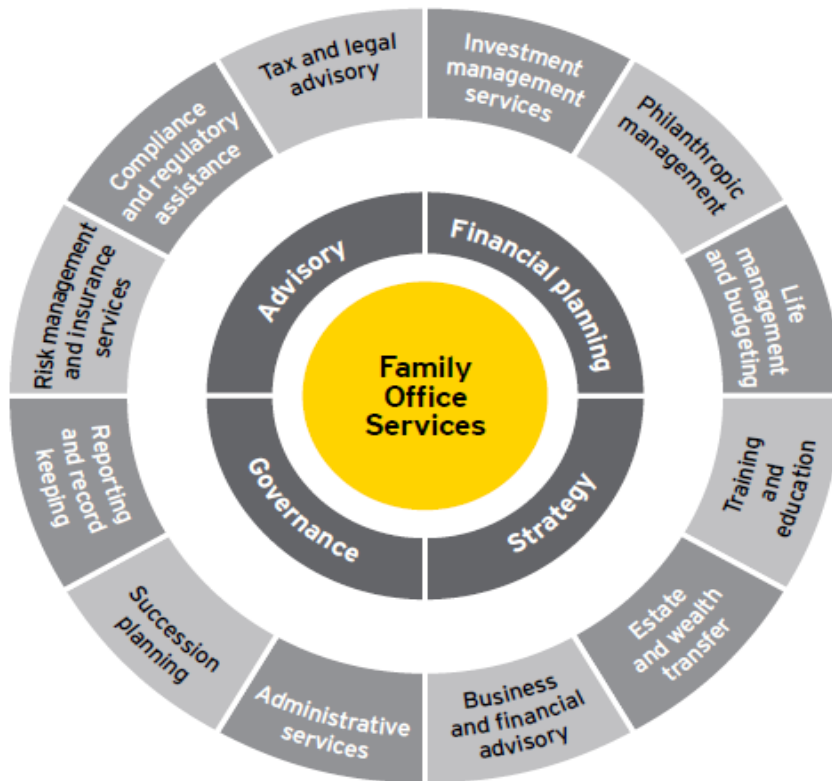 Tax and legal
advisory
Investment
management
services
Philanthropic
management
Life
management
and budgeting
Training
and
education
Estate
and wealth
transfer
Business
and financial
advisory
Administrative
services
Succession
planning
Reporting
and record
keeping
Risk management
and insurance
services
Compliance
and regulatory
assistance
Advisory
Financial planning
Strategy
Governance
Family
Office
Services